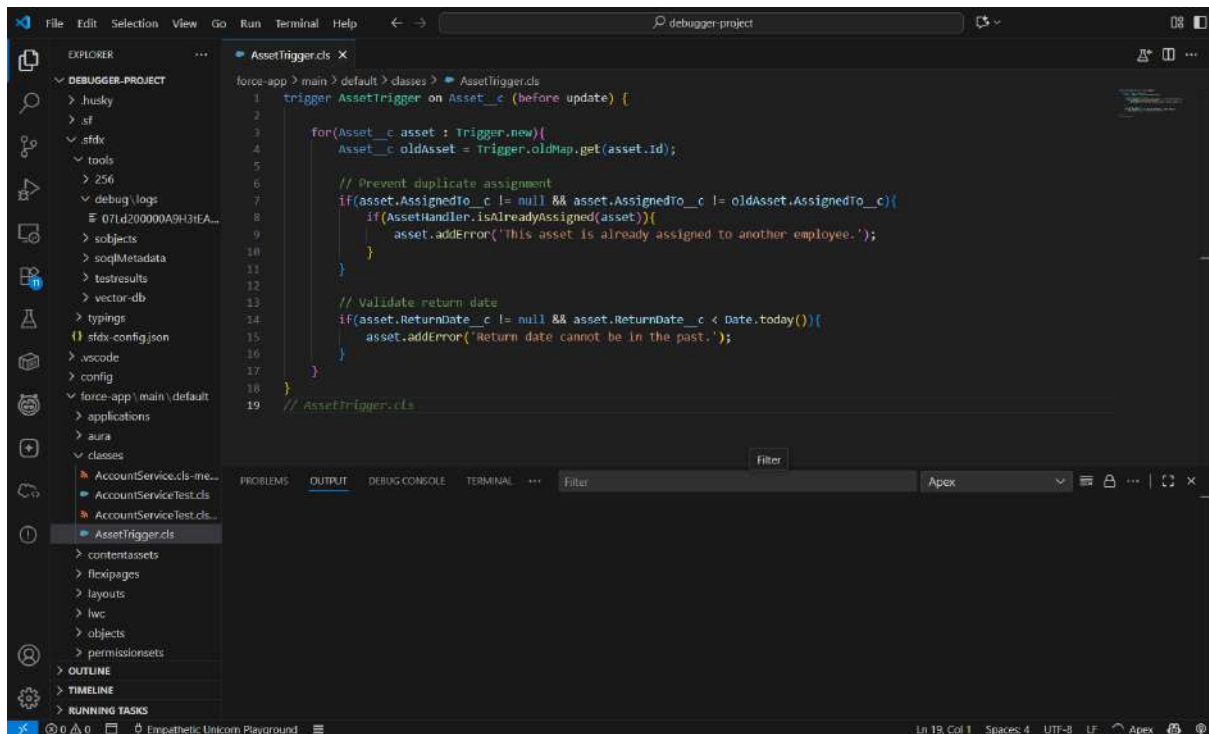 File Edit Selection View Go Run Terminal Help
debugger-project
EXPLORER
DEBUGGER-PROJECT
.husky
.sf
.sfdx
tools
256
debug\logs
07Ld200000A9H3tEA...
sobjects
soqlMetadata
testresults
vector-db
typings
{} sfdx-config.json
.vscode
config
force-app\main\default
applications
aura
classes
AccountService.cls-me...
AccountServiceTest.cls
AccountServiceTest.cls...
AssetTrigger.cls
contentassets
flexipages
layouts
lwc
objects
permissionsets
OUTLINE
TIMELINE
RUNNING TASKS
11
AssetTrigger.cls
force-app > main > default > classes > AssetTrigger.cls
1 trigger AssetTrigger on Asset__c (before update) {
2
3 for(Asset__c asset : Trigger.new){
4 Asset__c oldAsset = Trigger.oldMap.get(asset.Id);
5
6 // Prevent duplicate assignment
7 if(asset.AssignedTo__c != null && asset.AssignedTo__c != oldAsset.AssignedTo__c){
8 if(AssetHandler.isAlreadyAssigned(asset)){
9 asset.addError('This asset is already assigned to another employee.');
10 }
11 }
12
13 // Validate return date
14 if(asset.ReturnDate__c != null && asset.ReturnDate__c < Date.today()){
15 asset.addError('Return date cannot be in the past.');
16 }
17 }
18 }
19 // AssetTrigger.cls
Filter
PROBLEMS OUTPUT DEBUG CONSOLE TERMINAL ... Filter Apex
0 0 Empathetic Unicorn Playground Ln 19, Col 1 Spaces: 4 UTF-8 LF Apex